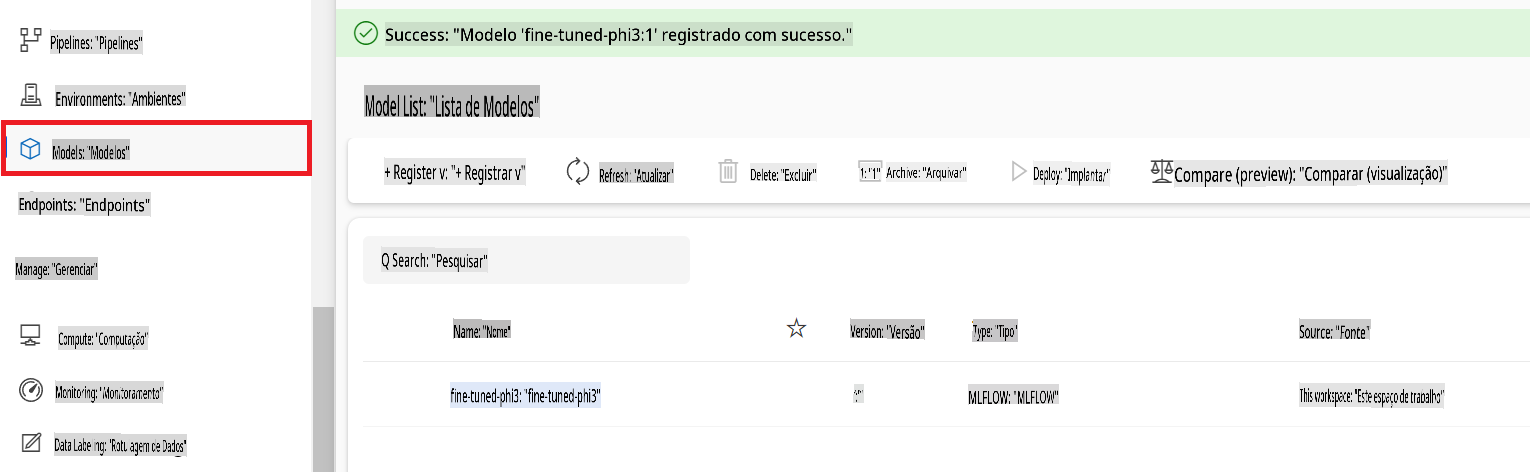 Pipelines: "Pipelines"
Environments: "Ambientes"
Models: "Modelos"
Endpoints: "Endpoints"
Manage: "Gerenciar"
Compute: "Computação"
Monitoring: "Monitoramento"
Data Labeling: "Rotulagem de Dados"
Success: "Modelo 'fine-tuned-phi3:1' registrado com sucesso."
Model List: "Lista de Modelos"
+ Register v: "+ Registrar v" Refresh: "Atualizar" Delete: "Excluir" 1: "1" Archive: "Arquivar" Deploy: "Implantar" Compare (preview): "Comparar (visualização)"
Q Search: "Pesquisar"
Name: "Nome" Version: "Versão" Type: "Tipo" Source: "Fonte"
fine-tuned-phi3: "fine-tuned-phi3" MLFLOW: "MLFLOW" This workspace: "Este espaço de trabalho"